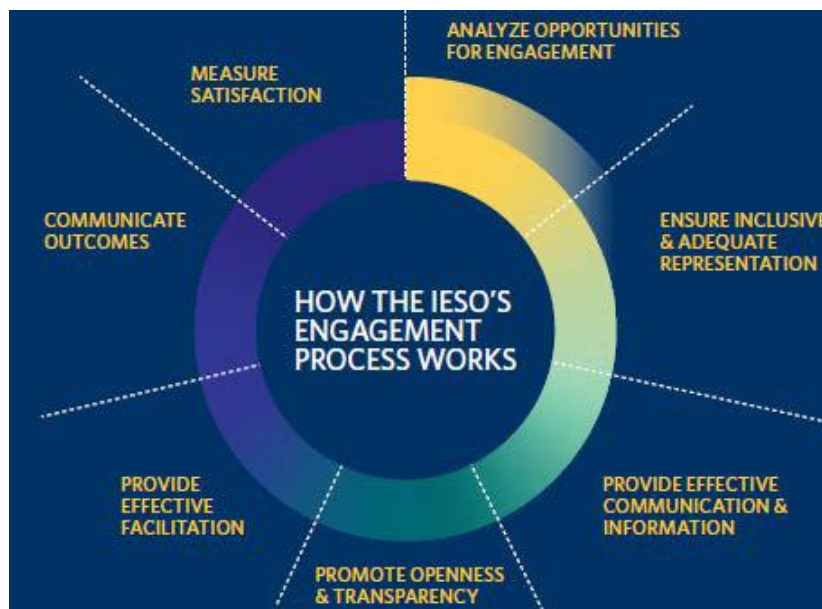 ANALYZE OPPORTUNITIES
FOR ENGAGEMENT
ENSURE INCLUSIVE
& ADEQUATE
REPRESENTATION
PROVIDE EFFECTIVE
COMMUNICATION &
INFORMATION
PROMOTE OPENNESS
& TRANSPARENCY
PROVIDE
EFFECTIVE
FACILITATION
COMMUNICATE
OUTCOMES
MEASURE
SATISFACTION
HOW THE IESO'S
ENGAGEMENT
PROCESS WORKS